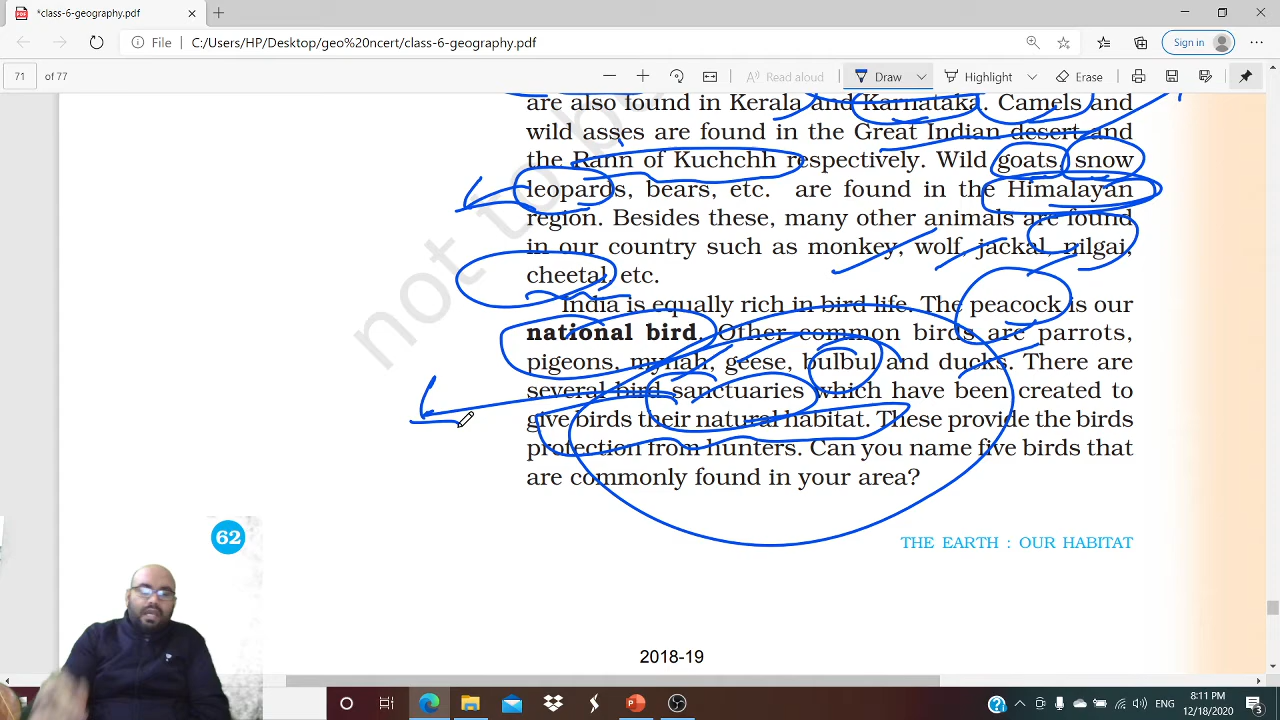 *class-6-geography.pdf
File C:/Users/HP/Desktop/geo%20ncert/class-6-geography.pdf
Sign in
71 of 77
Read aloud
Draw
Highlight
Erase
are also found in Kerala and Karnataka. Camels and
wild asses are found in the Great Indian desert and
the Rann of Kuchchh respectively. Wild goats, snow
leopards, bears, etc. are found in the Himalayan
region. Besides these, many other animals are found
in our country such as monkey, wolf, jackal, nilgai,
cheetal, etc.
India is equally rich in bird life. The peacock is our
national bird. Other common birds are parrots,
pigeons, mynah, geese, bulbul and ducks. There are
several bird sanctuaries which have been created to
give birds their natural habitat. These provide the birds
protection from hunters. Can you name five birds that
are commonly found in your area?
not to b
62
THE EARTH : OUR HABITAT
2018-19
ENG
8:11 PM
12/18/2020
3